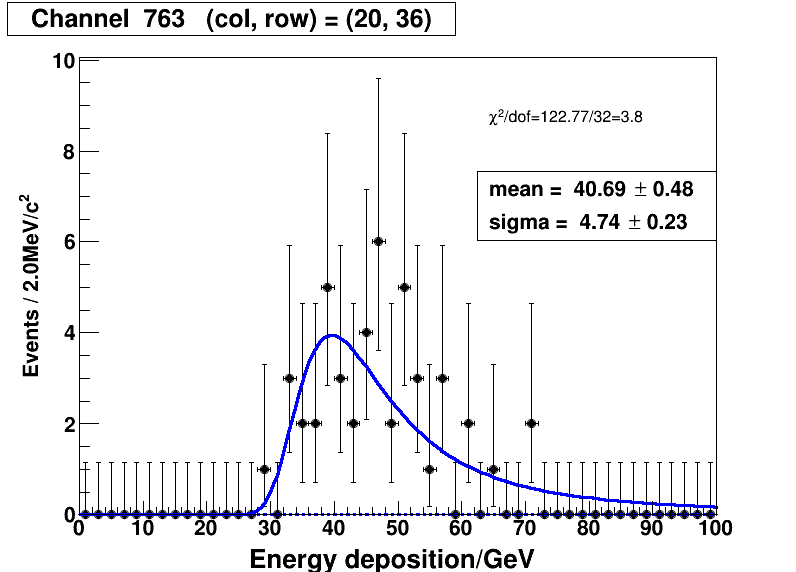 Channel 763 (col, row) = (20, 36)
χ²/dof=122.77/32=3.8
mean = 40.69 ± 0.48
sigma = 4.74 ± 0.23
Events / 2.0MeV/c²
10
8
6
4
2
0
0 10 20 30 40 50 60 70 80 90 100
Energy deposition/GeV